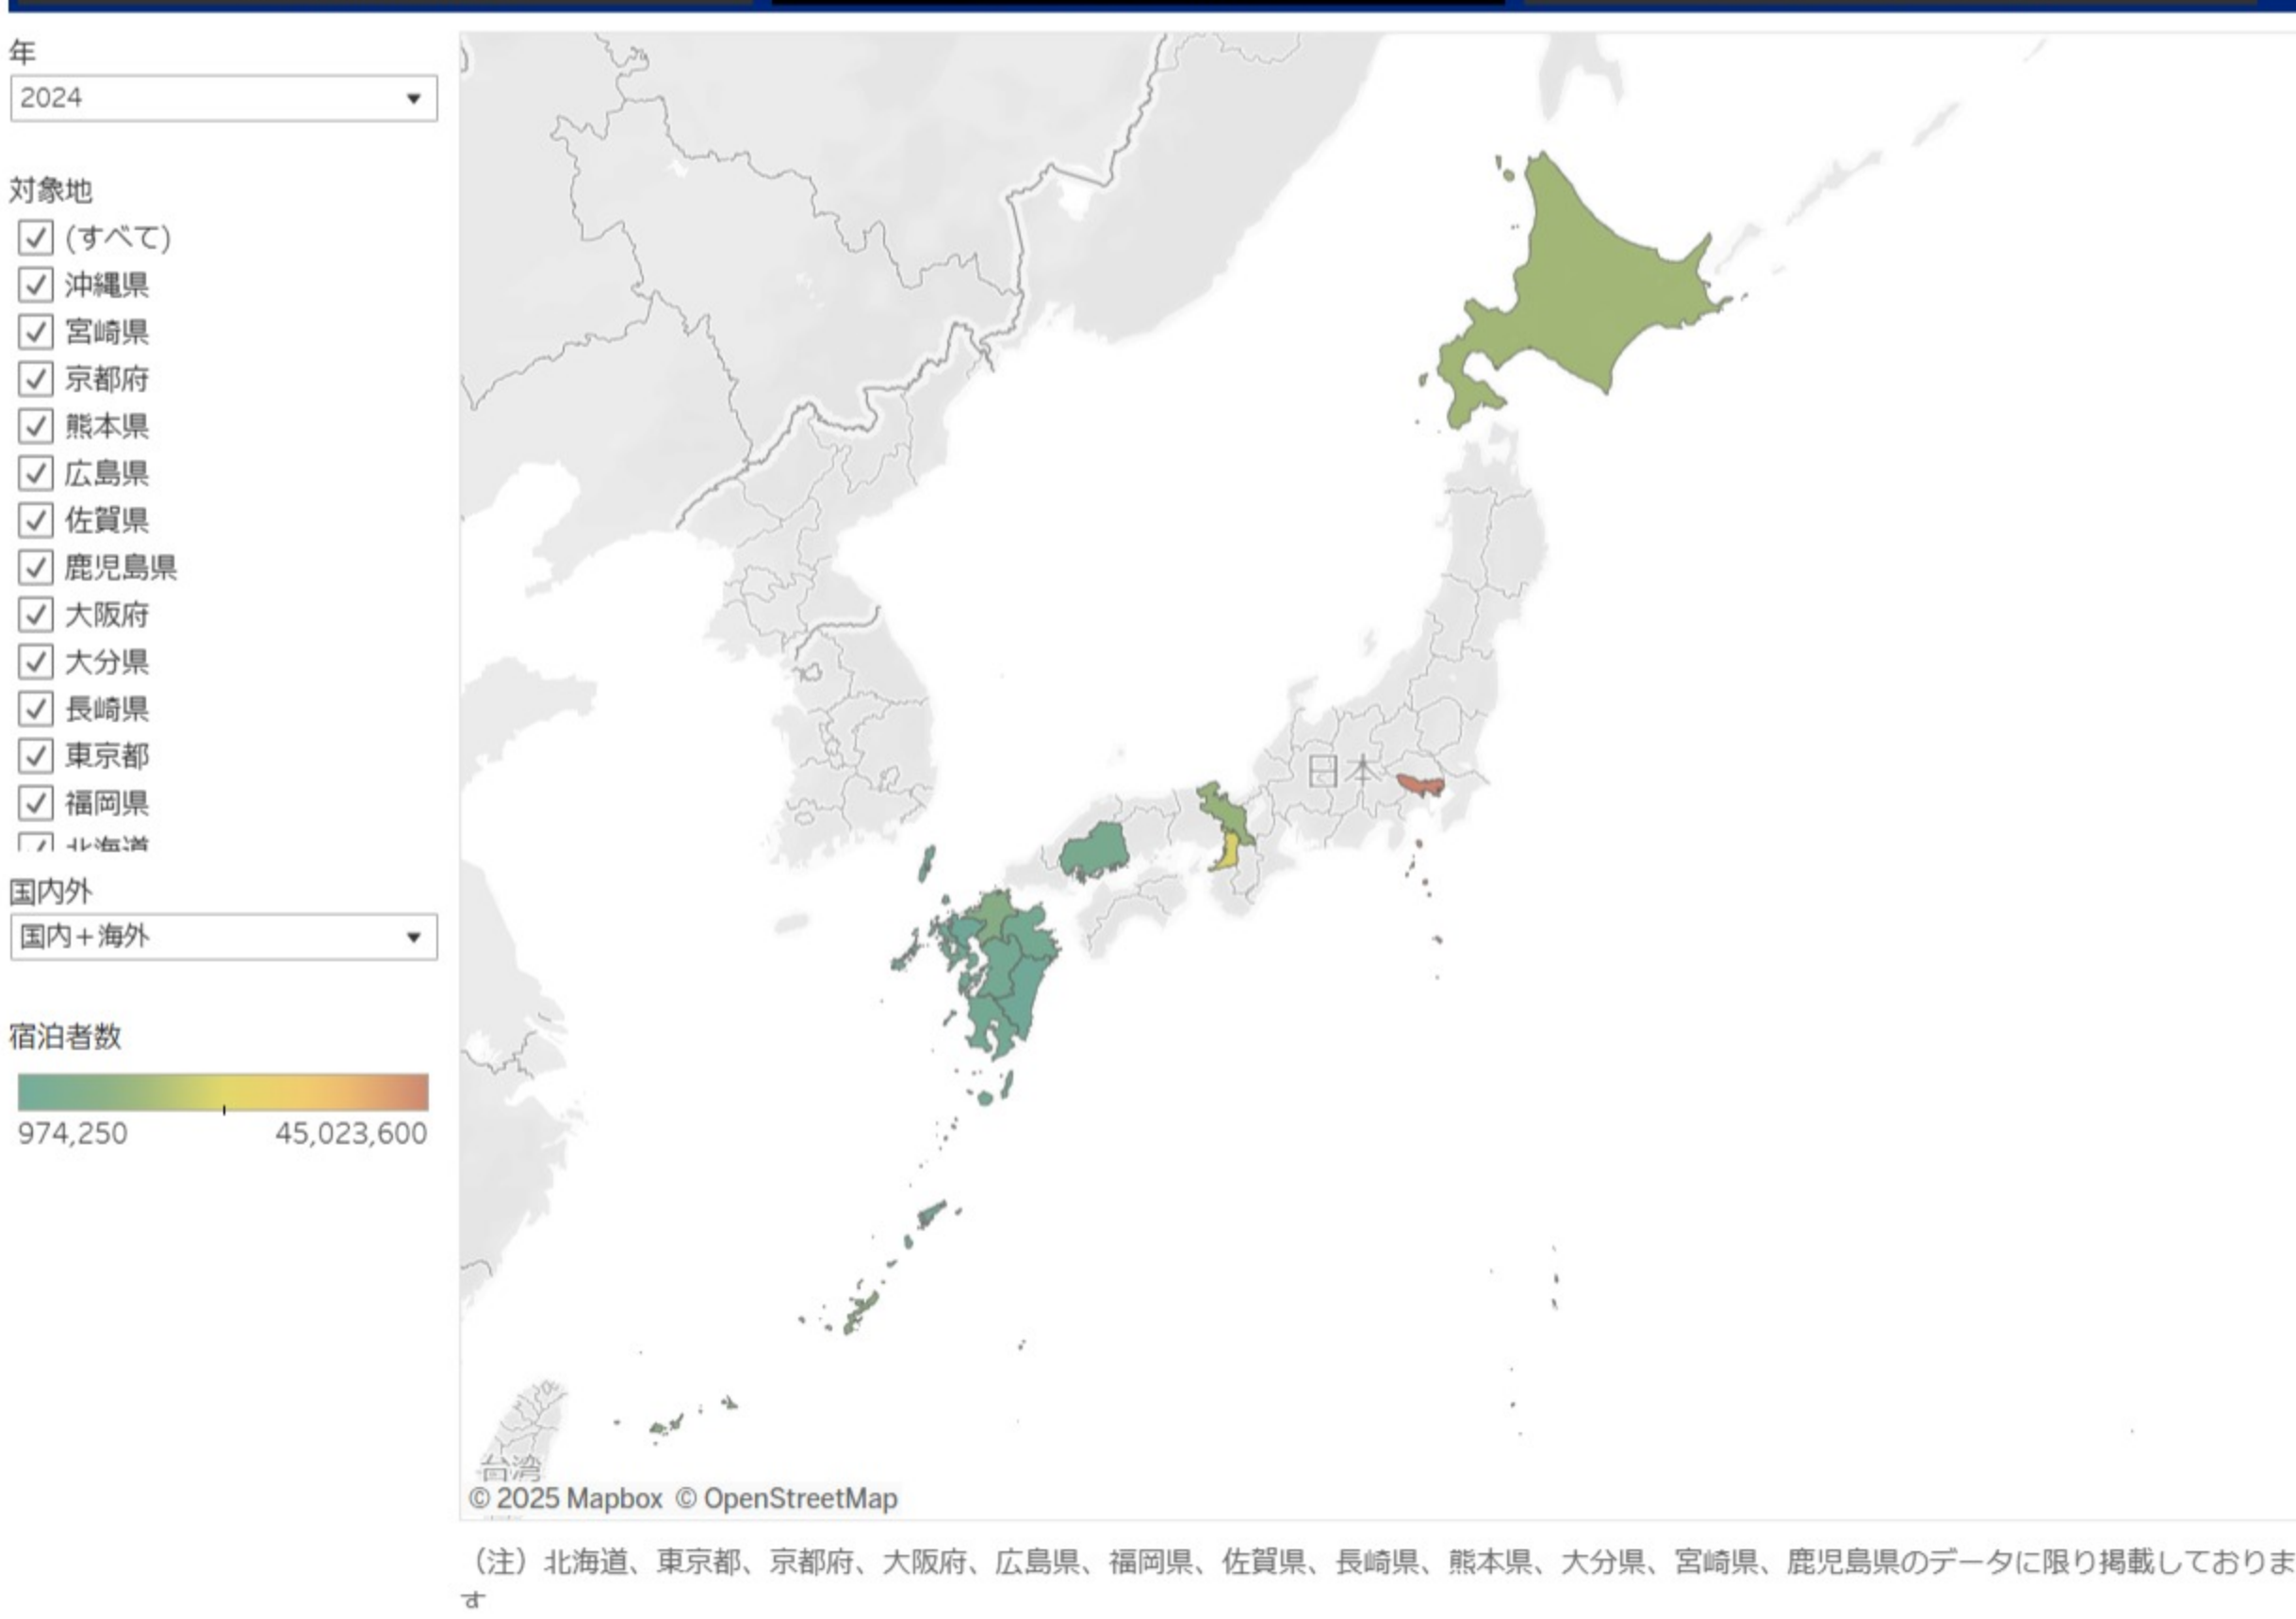 年
2024
対象地
(すべて)
沖縄県
宮崎県
京都府
熊本県
広島県
佐賀県
鹿児島県
大阪府
大分県
長崎県
東京都
福岡県
北海道
国内外
国内＋海外
宿泊者数
974,250 45,023,600
日本
台湾
© 2025 Mapbox © OpenStreetMap
（注）北海道、東京都、京都府、大阪府、広島県、福岡県、佐賀県、長崎県、熊本県、大分県、宮崎県、鹿児島県のデータに限り掲載しておりま
す